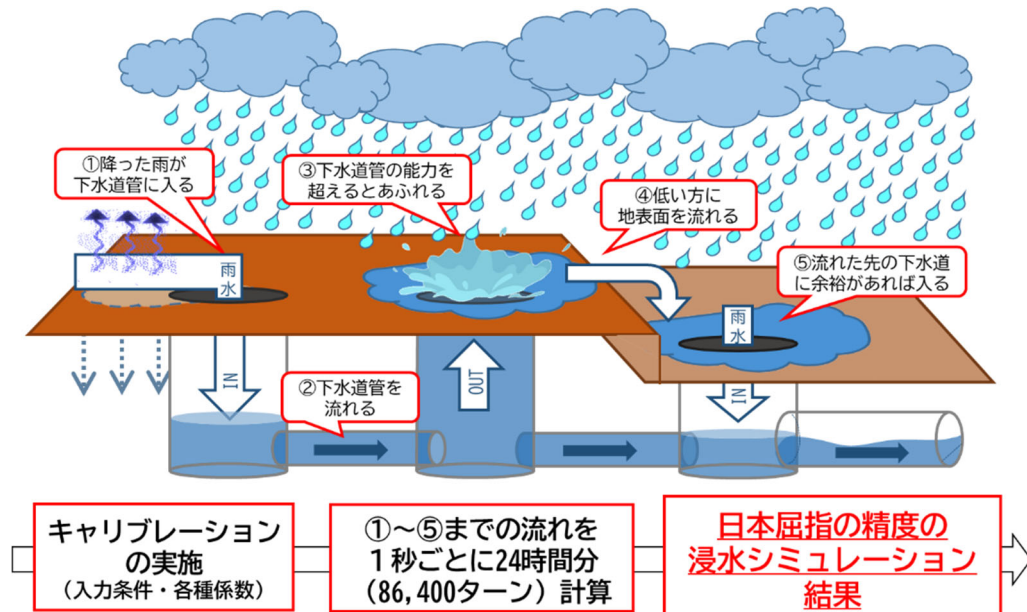 ①降った雨が
下水道管に入る
③下水道管の能力を
超えるとあふれる
④低い方に
地表面を流れる
⑤流れた先の下水道
に余裕があれば入る
雨水
雨水
IN
②下水道管を
流れる
OUT
IN
キャリブレーション
の実施
(入力条件・各種係数)
①～⑤までの流れを
1秒ごとに24時間分
(86,400ターン)計算
日本屈指の精度の
浸水シミュレーション
結果